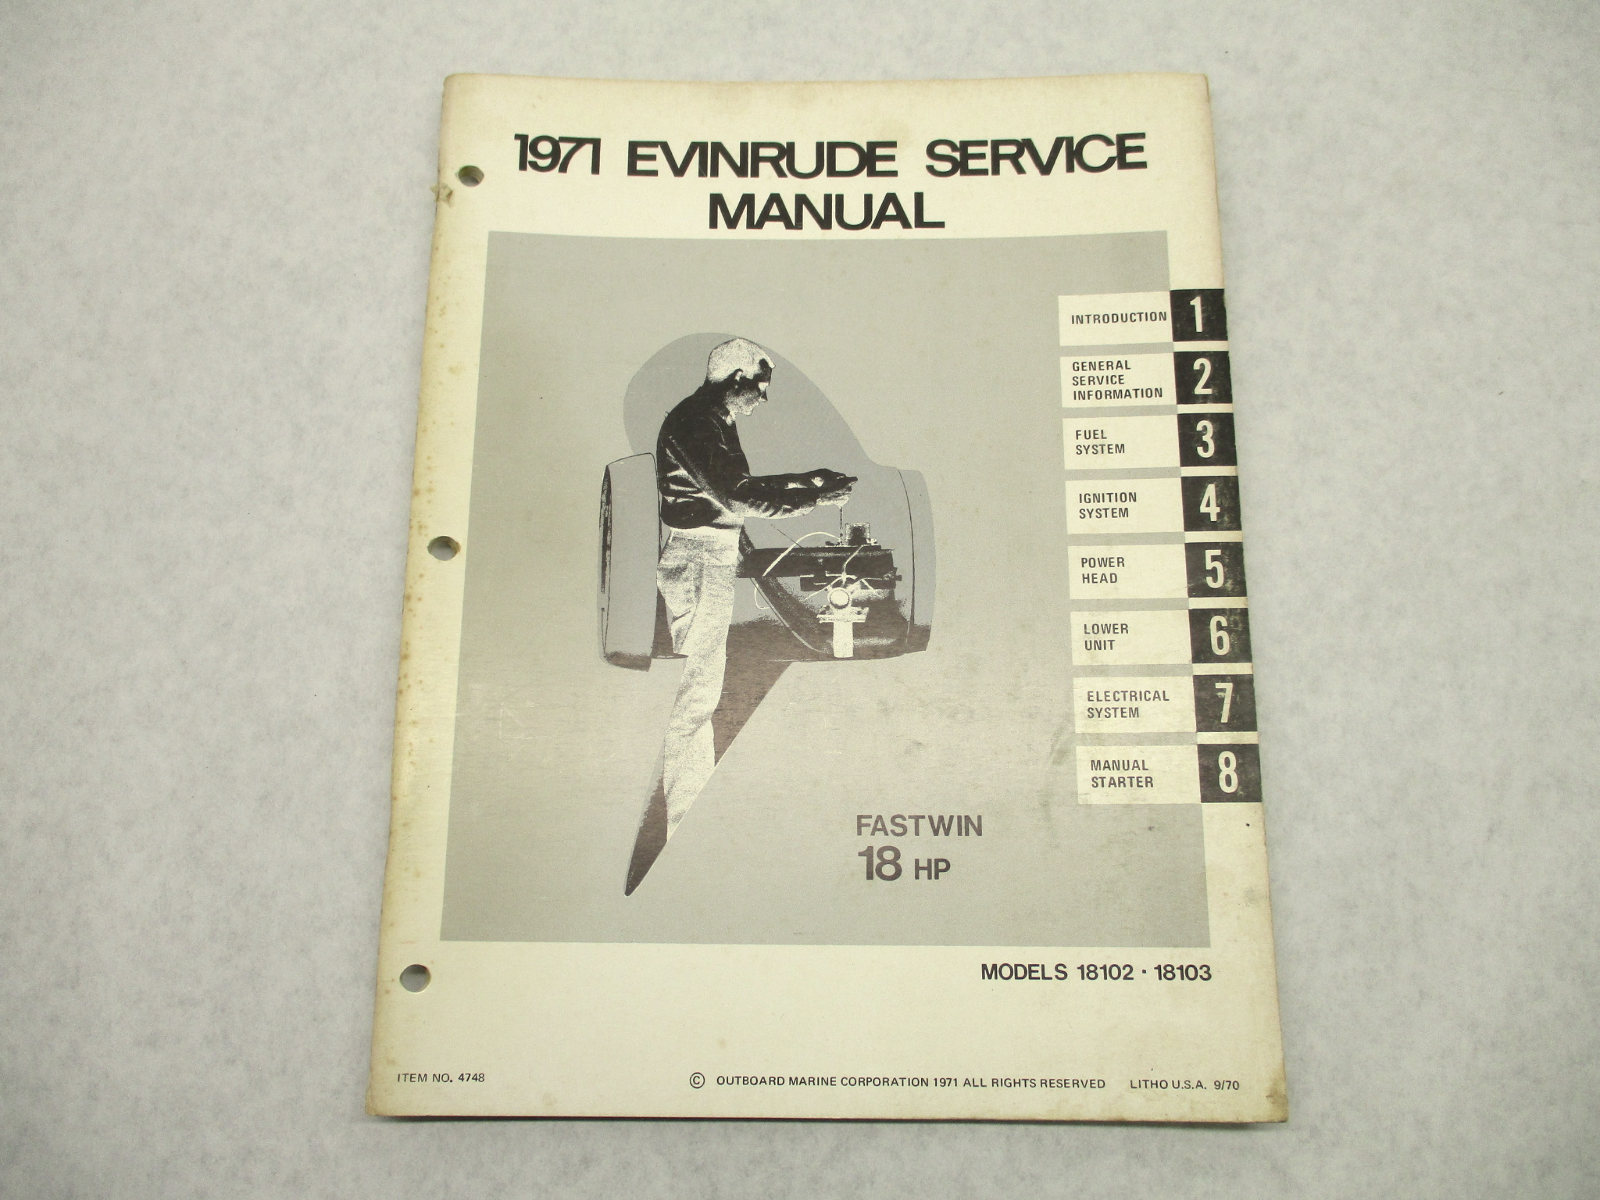 1971 EVINRUDE SERVICE
MANUAL
INTRODUCTION 1
GENERAL
SERVICE
INFORMATION
2
FUEL
SYSTEM
3
IGNITION
SYSTEM
4
POWER
HEAD
5
LOWER
UNIT
6
ELECTRICAL
SYSTEM
7
MANUAL
STARTER
8
FASTWIN
18 HP
MODELS 18102 · 18103
ITEM NO. 4748
© OUTBOARD MARINE CORPORATION 1971 ALL RIGHTS RESERVED
LITHO U.S.A. 9/70